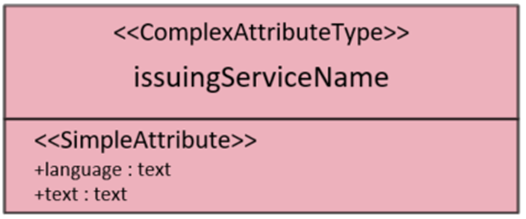 <<ComplexAttributeType>>
issuingServiceName
<<SimpleAttribute>>
+language : text
+text : text